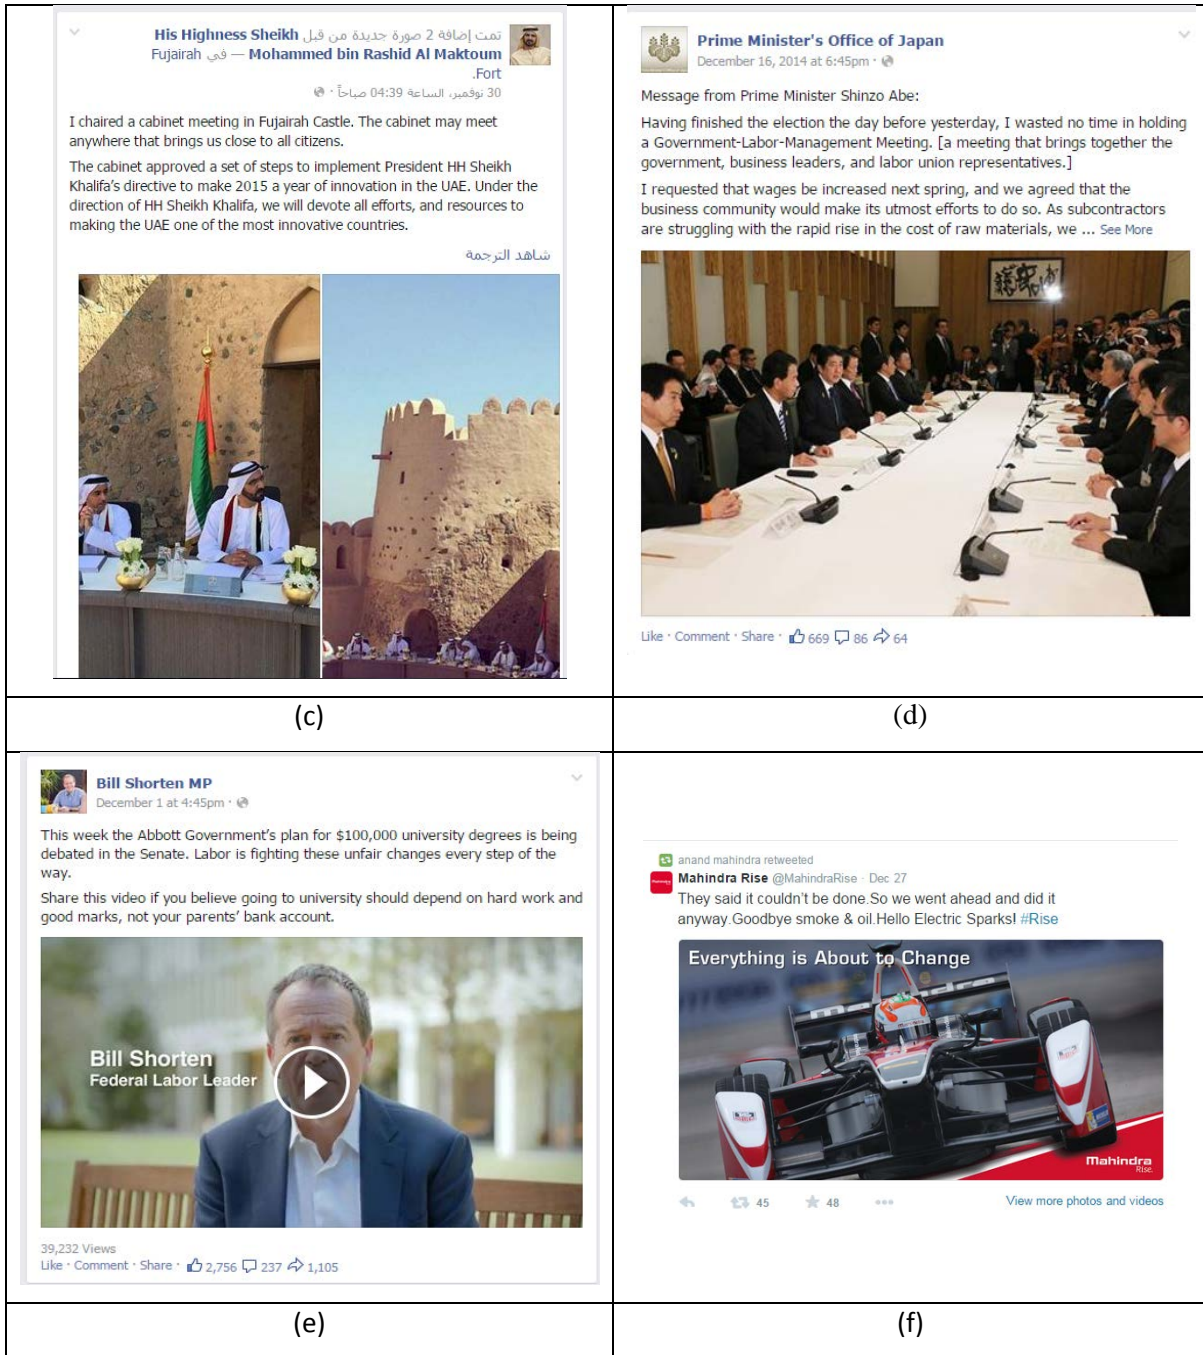 تمت إضافة 2 صورة جديدة من قبل His Highness Sheikh
Mohammed bin Rashid Al Maktoum — في Fujairah
Fort.
30 نوفمبر، الساعة 04:39 صباحاً ·
I chaired a cabinet meeting in Fujairah Castle. The cabinet may meet
anywhere that brings us close to all citizens.
The cabinet approved a set of steps to implement President HH Sheikh
Khalifa's directive to make 2015 a year of innovation in the UAE. Under the
direction of HH Sheikh Khalifa, we will devote all efforts, and resources to
making the UAE one of the most innovative countries.
شاهد الترجمة
(c)
Prime Minister's Office of Japan
December 16, 2014 at 6:45pm ·
Message from Prime Minister Shinzo Abe:
Having finished the election the day before yesterday, I wasted no time in holding
a Government-Labor-Management Meeting. [a meeting that brings together the
government, business leaders, and labor union representatives.]
I requested that wages be increased next spring, and we agreed that the
business community would make its utmost efforts to do so. As subcontractors
are struggling with the rapid rise in the cost of raw materials, we ... See More
Like · Comment · Share · 669 86 64
(d)
Bill Shorten MP
December 1 at 4:45pm ·
This week the Abbott Government's plan for $100,000 university degrees is being
debated in the Senate. Labor is fighting these unfair changes every step of the
way.
Share this video if you believe going to university should depend on hard work and
good marks, not your parents' bank account.
Bill Shorten
Federal Labor Leader
39,232 Views
Like · Comment · Share · 2,756 237 1,105
(e)
anand mahindra retweeted
Mahindra Rise @MahindraRise · Dec 27
They said it couldn't be done.So we went ahead and did it
anyway.Goodbye smoke & oil.Hello Electric Sparks! #Rise
Everything is About to Change
Mahindra
Rise.
45 48 View more photos and videos
(f)